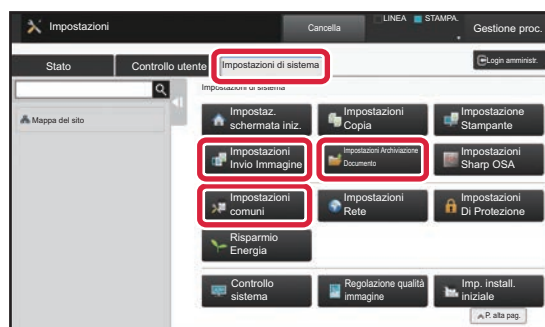 Impostazioni
Cancella
LINEA
STAMPA.
Gestione proc.
Stato
Controllo utente
Impostazioni di sistema
Login amministr.
Impostazioni di sistema
Mappa del sito
Impostaz.
schermata iniz.
Impostazioni
Copia
Impostazione
Stampante
Impostazioni
Invio Immagine
Impostazioni Archiviazione
Documento
Impostazioni
Sharp OSA
Impostazioni
comuni
Impostazioni
Rete
Impostazioni
Di Protezione
Risparmio
Energia
Controllo
sistema
Regolazione qualità
immagine
Imp. install.
iniziale
P. alta pag.